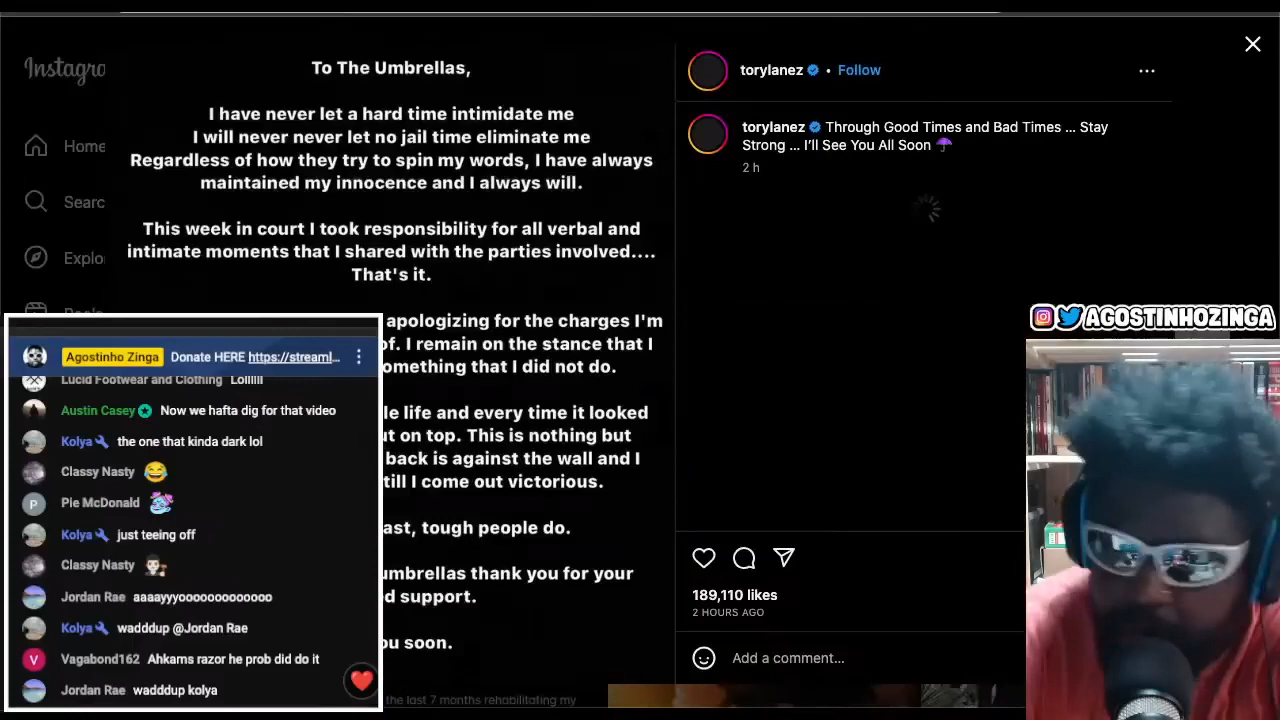 Instagra
Home
Searc
Explo
To The Umbrellas,
I have never let a hard time intimidate me
I will never never let no jail time eliminate me
Regardless of how they try to spin my words, I have always
maintained my innocence and I always will.
This week in court I took responsibility for all verbal and
intimate moments that I shared with the parties involved....
That's it.
apologizing for the charges I'm
of. I remain on the stance that I
omething that I did not do.
le life and every time it looked
ut on top. This is nothing but
back is against the wall and I
till I come out victorious.
ast, tough people do.
umbrellas thank you for your
d support.
ou soon.
the last 7 months rehabilitating my
torylanez • Follow
torylanez Through Good Times and Bad Times ... Stay
Strong ... I'll See You All Soon ☂
2 h
189,110 likes
2 HOURS AGO
Add a comment...
Agostinho Zinga Donate HERE https://streaml...
Lucid Footwear and Clothing Lolllll
Austin Casey Now we hafta dig for that video
Kolya the one that kinda dark lol
Classy Nasty 😂
Pie McDonald
Kolya just teeing off
Classy Nasty
Jordan Rae aaaayyyooooooooooooo
Kolya wadddup @Jordan Rae
Vagabond162 Ahkams razor he prob did do it
Jordan Rae wadddup kolya
AGOSTINHOZINGA